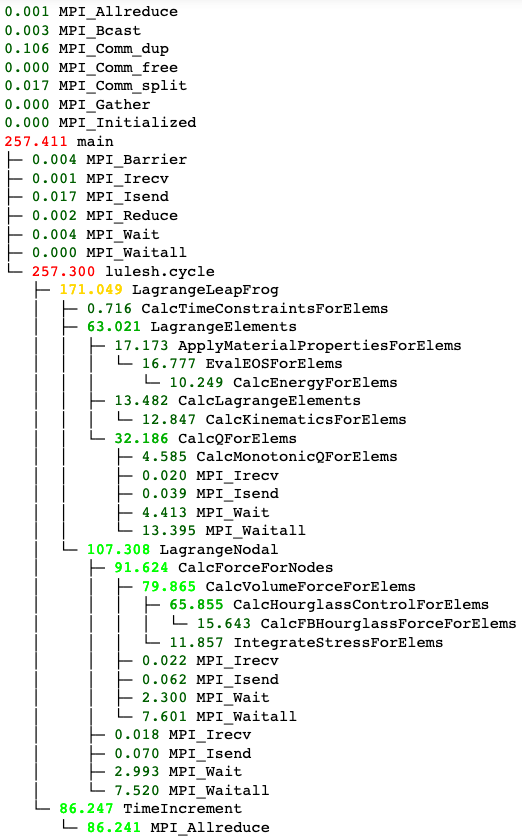 0.001 MPI_Allreduce
0.003 MPI_Bcast
0.106 MPI_Comm_dup
0.000 MPI_Comm_free
0.017 MPI_Comm_split
0.000 MPI_Gather
0.000 MPI_Initialized
257.411 main
├─ 0.004 MPI_Barrier
├─ 0.001 MPI_Irecv
├─ 0.017 MPI_Isend
├─ 0.002 MPI_Reduce
├─ 0.004 MPI_Wait
├─ 0.000 MPI_Waitall
└─ 257.300 lulesh.cycle
   ├─ 171.049 LagrangeLeapFrog
   │  ├─ 0.716 CalcTimeConstraintsForElems
   │  ├─ 63.021 LagrangeElements
   │  │  ├─ 17.173 ApplyMaterialPropertiesForElems
   │  │  │  └─ 16.777 EvalEOSForElems
   │  │  │     └─ 10.249 CalcEnergyForElems
   │  │  ├─ 13.482 CalcLagrangeElements
   │  │  │  └─ 12.847 CalcKinematicsForElems
   │  │  └─ 32.186 CalcQForElems
   │  │     ├─ 4.585 CalcMonotonicQForElems
   │  │     ├─ 0.020 MPI_Irecv
   │  │     ├─ 0.039 MPI_Isend
   │  │     ├─ 4.413 MPI_Wait
   │  │     └─ 13.395 MPI_Waitall
   │  └─ 107.308 LagrangeNodal
   │     ├─ 91.624 CalcForceForNodes
   │     │  ├─ 79.865 CalcVolumeForceForElems
   │     │  │  ├─ 65.855 CalcHourglassControlForElems
   │     │  │  │  └─ 15.643 CalcFBHourglassForceForElems
   │     │  │  └─ 11.857 IntegrateStressForElems
   │     │  ├─ 0.022 MPI_Irecv
   │     │  ├─ 0.062 MPI_Isend
   │     │  ├─ 2.300 MPI_Wait
   │     │  └─ 7.601 MPI_Waitall
   │     ├─ 0.018 MPI_Irecv
   │     ├─ 0.070 MPI_Isend
   │     ├─ 2.993 MPI_Wait
   │     └─ 7.520 MPI_Waitall
   └─ 86.247 TimeIncrement
      └─ 86.241 MPI_Allreduce